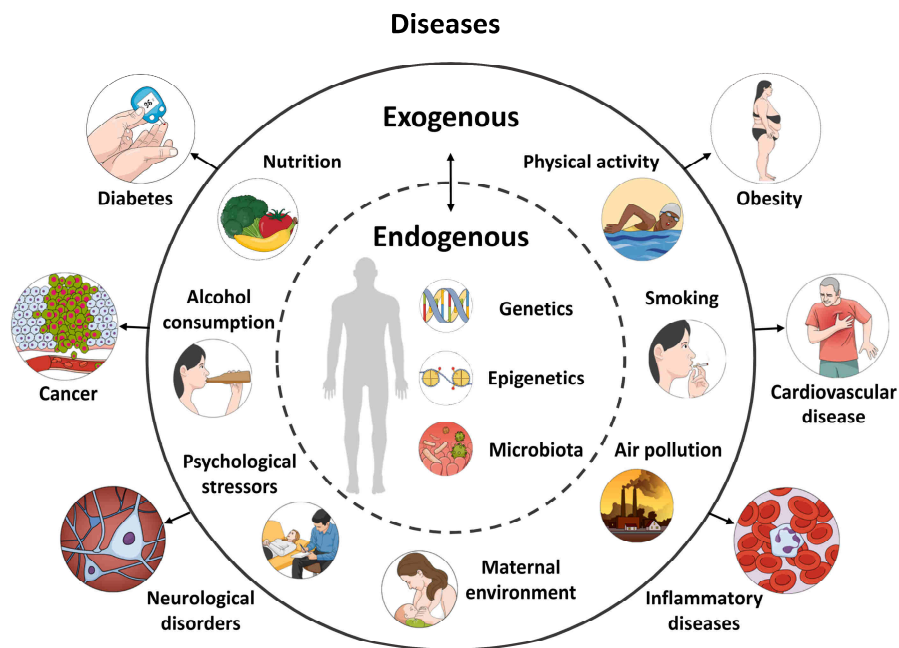 Diseases
Exogenous
Nutrition
Physical activity
Diabetes
Obesity
Endogenous
Alcohol
consumption
Genetics
Smoking
Epigenetics
Cancer
Cardiovascular
disease
Microbiota
Air pollution
Psychological
stressors
Maternal
environment
Neurological
disorders
Inflammatory
diseases